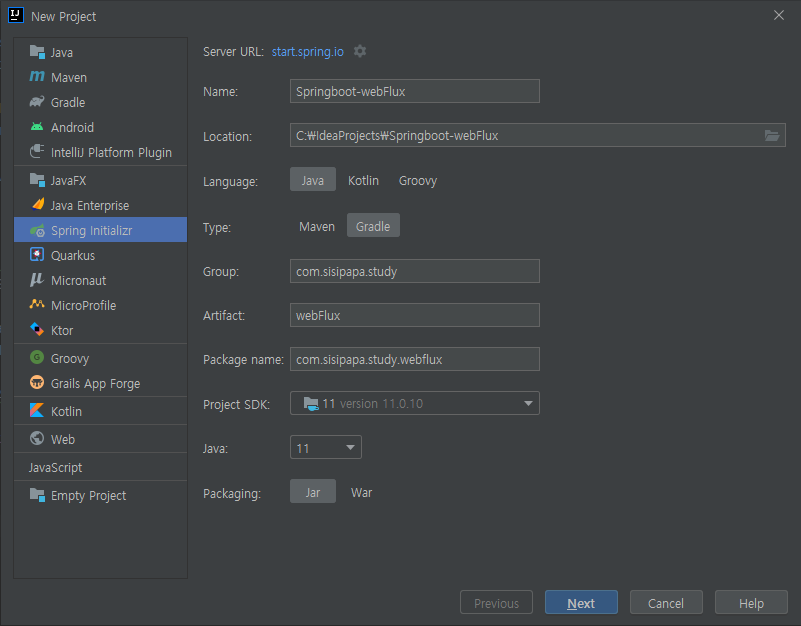 New Project
Java
Maven
Gradle
Android
IntelliJ Platform Plugin
JavaFX
Java Enterprise
Spring Initializr
Quarkus
Micronaut
MicroProfile
Ktor
Groovy
Grails App Forge
Kotlin
Web
JavaScript
Empty Project
Server URL: start.spring.io
Name: Springboot-webFlux
Location: C:₩IdeaProjects₩Springboot-webFlux
Language: Java Kotlin Groovy
Type: Maven Gradle
Group: com.sisipapa.study
Artifact: webFlux
Package name: com.sisipapa.study.webflux
Project SDK: 11 version 11.0.10
Java: 11
Packaging: Jar War
Previous Next Cancel Help